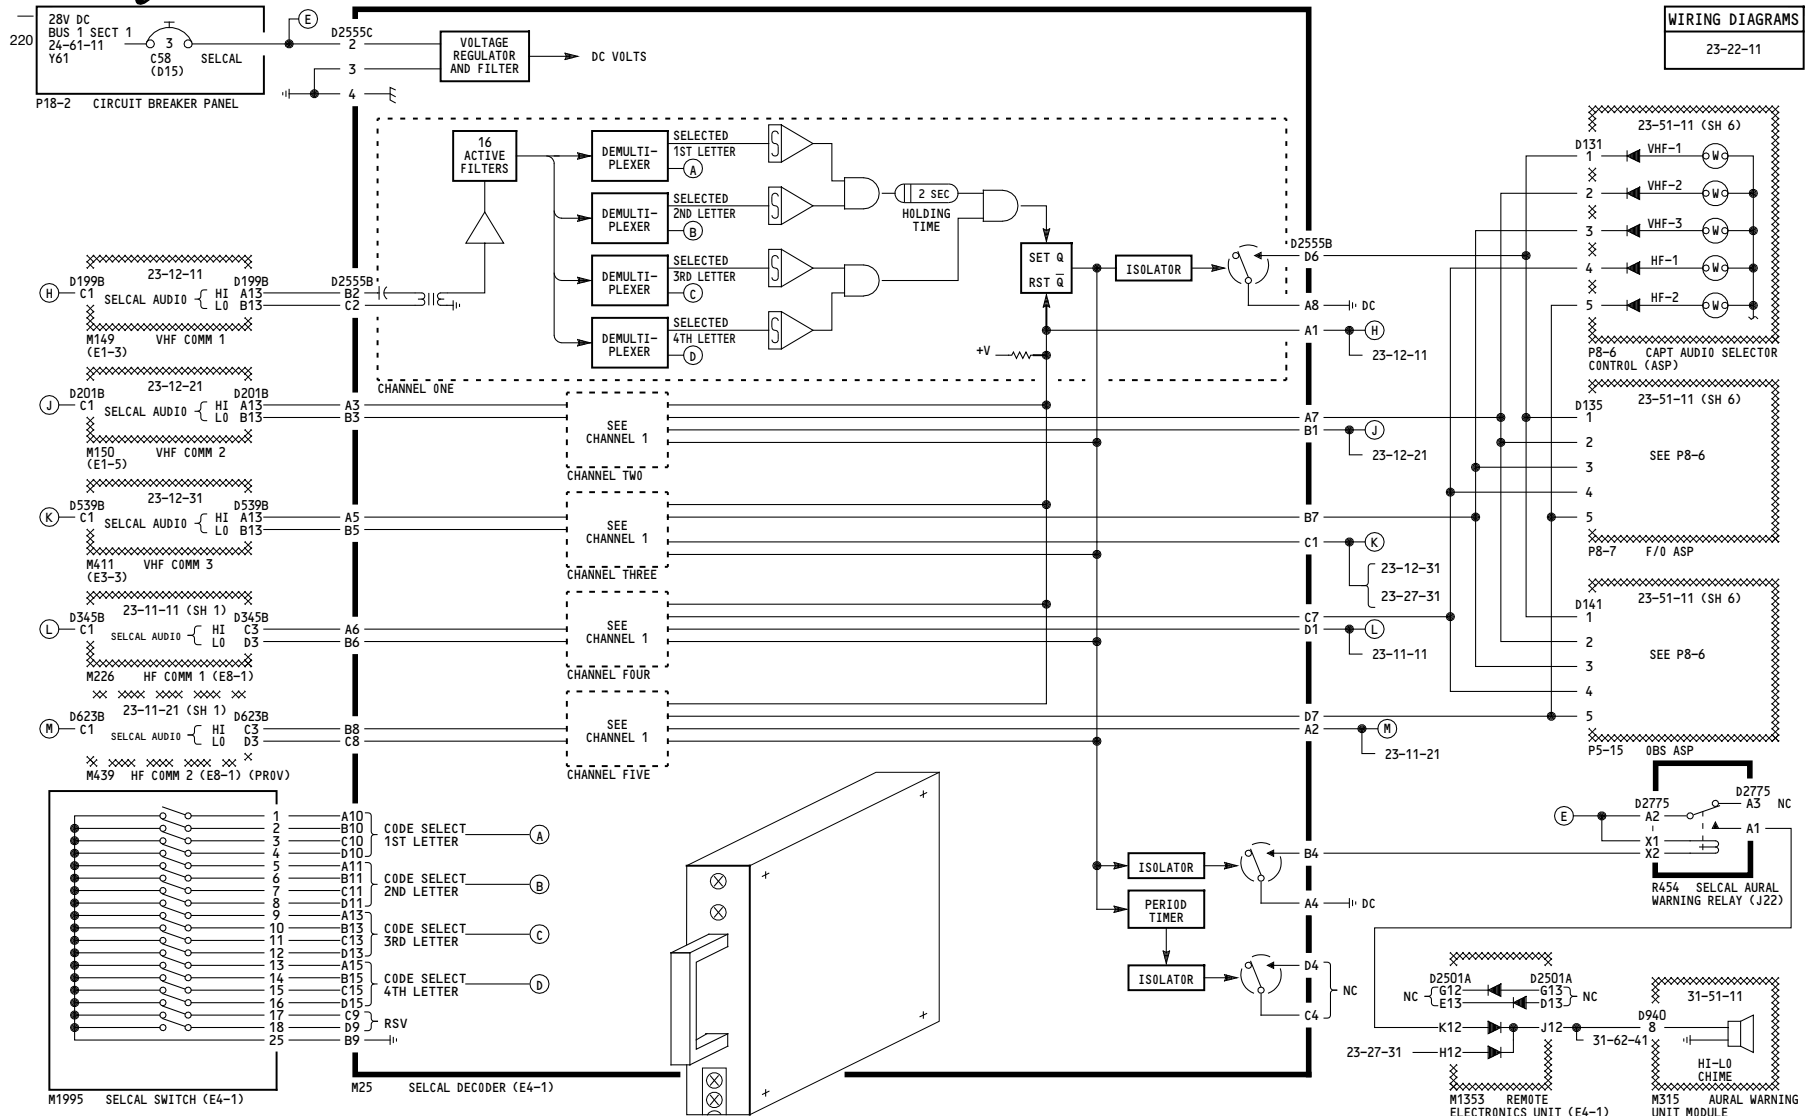 220
28V DC
BUS 1 SECT 1
24-61-11
Y61
3
C58
(D15)
SELCAL
P18-2 CIRCUIT BREAKER PANEL
E
D2555C
2
3
4
VOLTAGE
REGULATOR
AND FILTER
DC VOLTS
WIRING DIAGRAMS
23-22-11
16
ACTIVE
FILTERS
DEMULTI-
PLEXER
SELECTED
1ST LETTER
A
DEMULTI-
PLEXER
SELECTED
2ND LETTER
B
DEMULTI-
PLEXER
SELECTED
3RD LETTER
C
DEMULTI-
PLEXER
SELECTED
4TH LETTER
D
S
S
S
S
2 SEC
HOLDING
TIME
SET Q
RST Q̅
+V
ISOLATOR
CHANNEL ONE
D2555B
D6
A8 DC
A1 H
23-12-11
H
D199B
C1
23-12-11
SELCAL AUDIO
HI
LO
D199B
A13
B13
D2555B
B2
C2
M149
(E1-3)
VHF COMM 1
J
D201B
C1
23-12-21
SELCAL AUDIO
HI
LO
D201B
A13
B13
A3
B3
M150
(E1-5)
VHF COMM 2
SEE
CHANNEL 1
CHANNEL TWO
A7
B1 J
23-12-21
K
D539B
C1
23-12-31
SELCAL AUDIO
HI
LO
D539B
A13
B13
A5
B5
M411
(E3-3)
VHF COMM 3
SEE
CHANNEL 1
CHANNEL THREE
B7
C1 K
23-12-31
23-27-31
L
D345B
C1
23-11-11 (SH 1)
SELCAL AUDIO
HI
LO
D345B
C3
D3
A6
B6
M226 HF COMM 1 (E8-1)
SEE
CHANNEL 1
CHANNEL FOUR
C7
D1 L
23-11-11
M
D623B
C1
23-11-21 (SH 1)
SELCAL AUDIO
HI
LO
D623B
C3
D3
B8
C8
M439 HF COMM 2 (E8-1) (PROV)
SEE
CHANNEL 1
CHANNEL FIVE
D7
A2 M
23-11-21
23-51-11 (SH 6)
D131
1 VHF-1 W
2 VHF-2 W
3 VHF-3 W
4 HF-1 W
5 HF-2 W
P8-6 CAPT AUDIO SELECTOR
CONTROL (ASP)
23-51-11 (SH 6)
D135
1
2
3
4
5
SEE P8-6
P8-7 F/O ASP
23-51-11 (SH 6)
D141
1
2
3
4
5
SEE P8-6
P5-15 OBS ASP
1 A10
2 B10
3 C10
4 D10
CODE SELECT
1ST LETTER
A
5 A11
6 B11
7 C11
8 D11
CODE SELECT
2ND LETTER
B
9 A13
10 B13
11 C13
12 D13
CODE SELECT
3RD LETTER
C
13 A15
14 B15
15 C15
16 D15
CODE SELECT
4TH LETTER
D
17 C9
18 D9
RSV
25 B9
M1995 SELCAL SWITCH (E4-1)
M25 SELCAL DECODER (E4-1)
ISOLATOR
B4
A4 DC
PERIOD
TIMER
ISOLATOR
D4
C4
NC
E
D2775
A2
X1
X2
D2775
A3 NC
A1
R454 SELCAL AURAL
WARNING RELAY (J22)
D2501A D2501A
NC
G12 G13
E13 D13
NC
K12 J12
23-27-31 H12
31-62-41
M1353 REMOTE
ELECTRONICS UNIT (E4-1)
31-51-11
D940
8
HI-LO
CHIME
M315 AURAL WARNING
UNIT MODULE